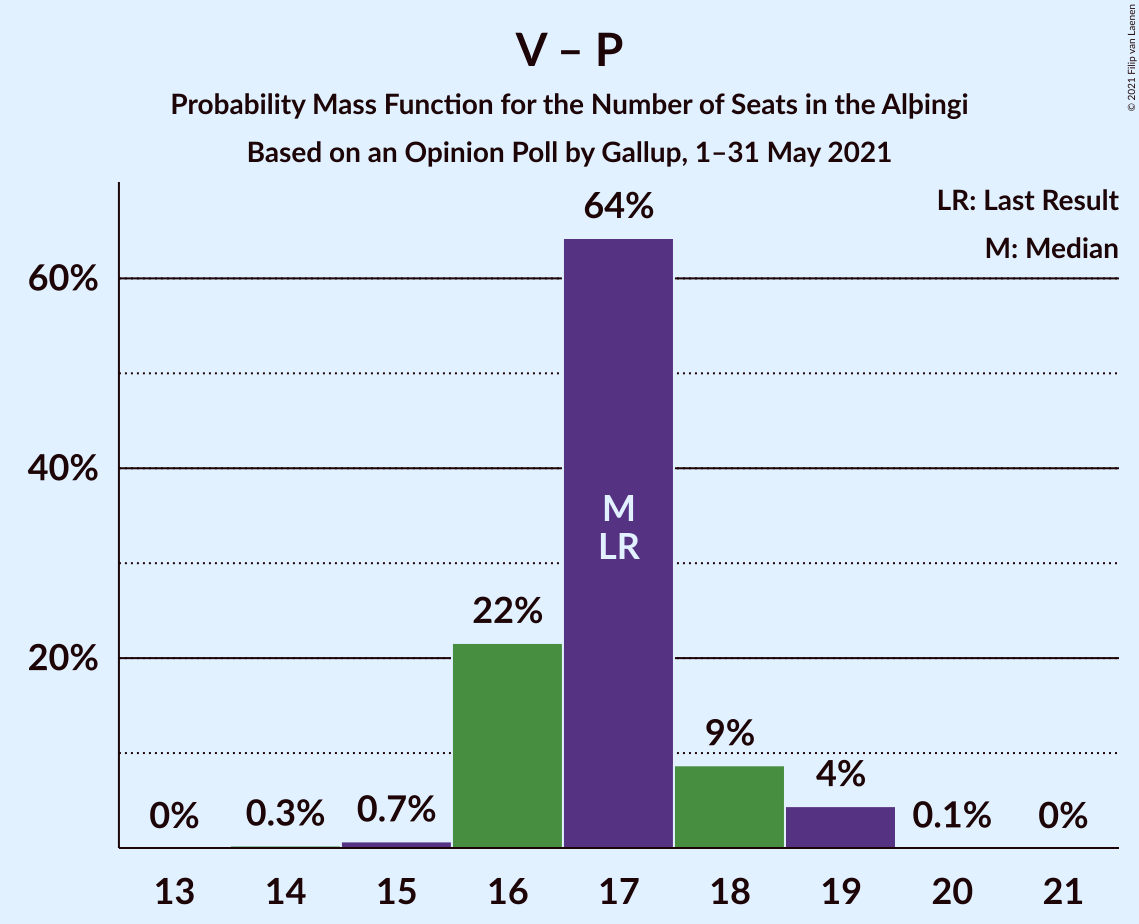 V – P
Probability Mass Function for the Number of Seats in the Alþingi
Based on an Opinion Poll by Gallup, 1–31 May 2021
© 2021 Filip van Laenen
LR: Last Result
M: Median
60%
40%
20%
0%
0.3%
0.7%
22%
64%
9%
4%
0.1%
0%
M
LR
13
14
15
16
17
18
19
20
21